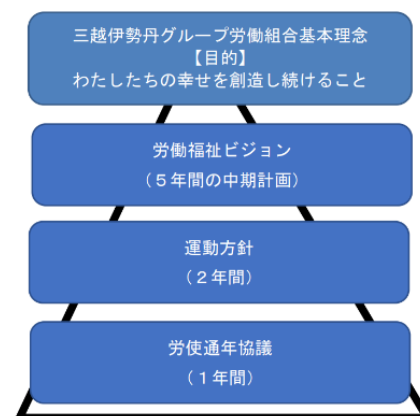 三越伊勢丹グループ労働組合基本理念
【目的】
わたしたちの幸せを創造し続けること
労働福祉ビジョン
（５年間の中期計画）
運動方針
（２年間）
労使通年協議
（１年間）